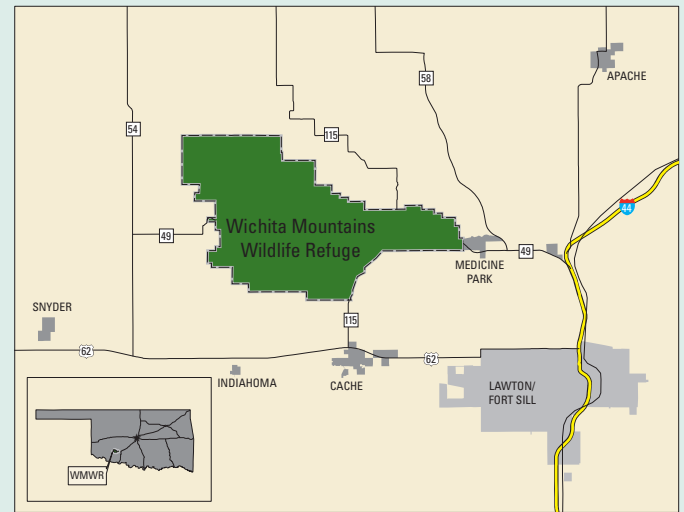 APACHE
58
54
115
44
Wichita Mountains
Wildlife Refuge
49
MEDICINE
PARK
49
SNYDER
115
62
62
INDIAHOMA
CACHE
LAWTON/
FORT SILL
WMWR